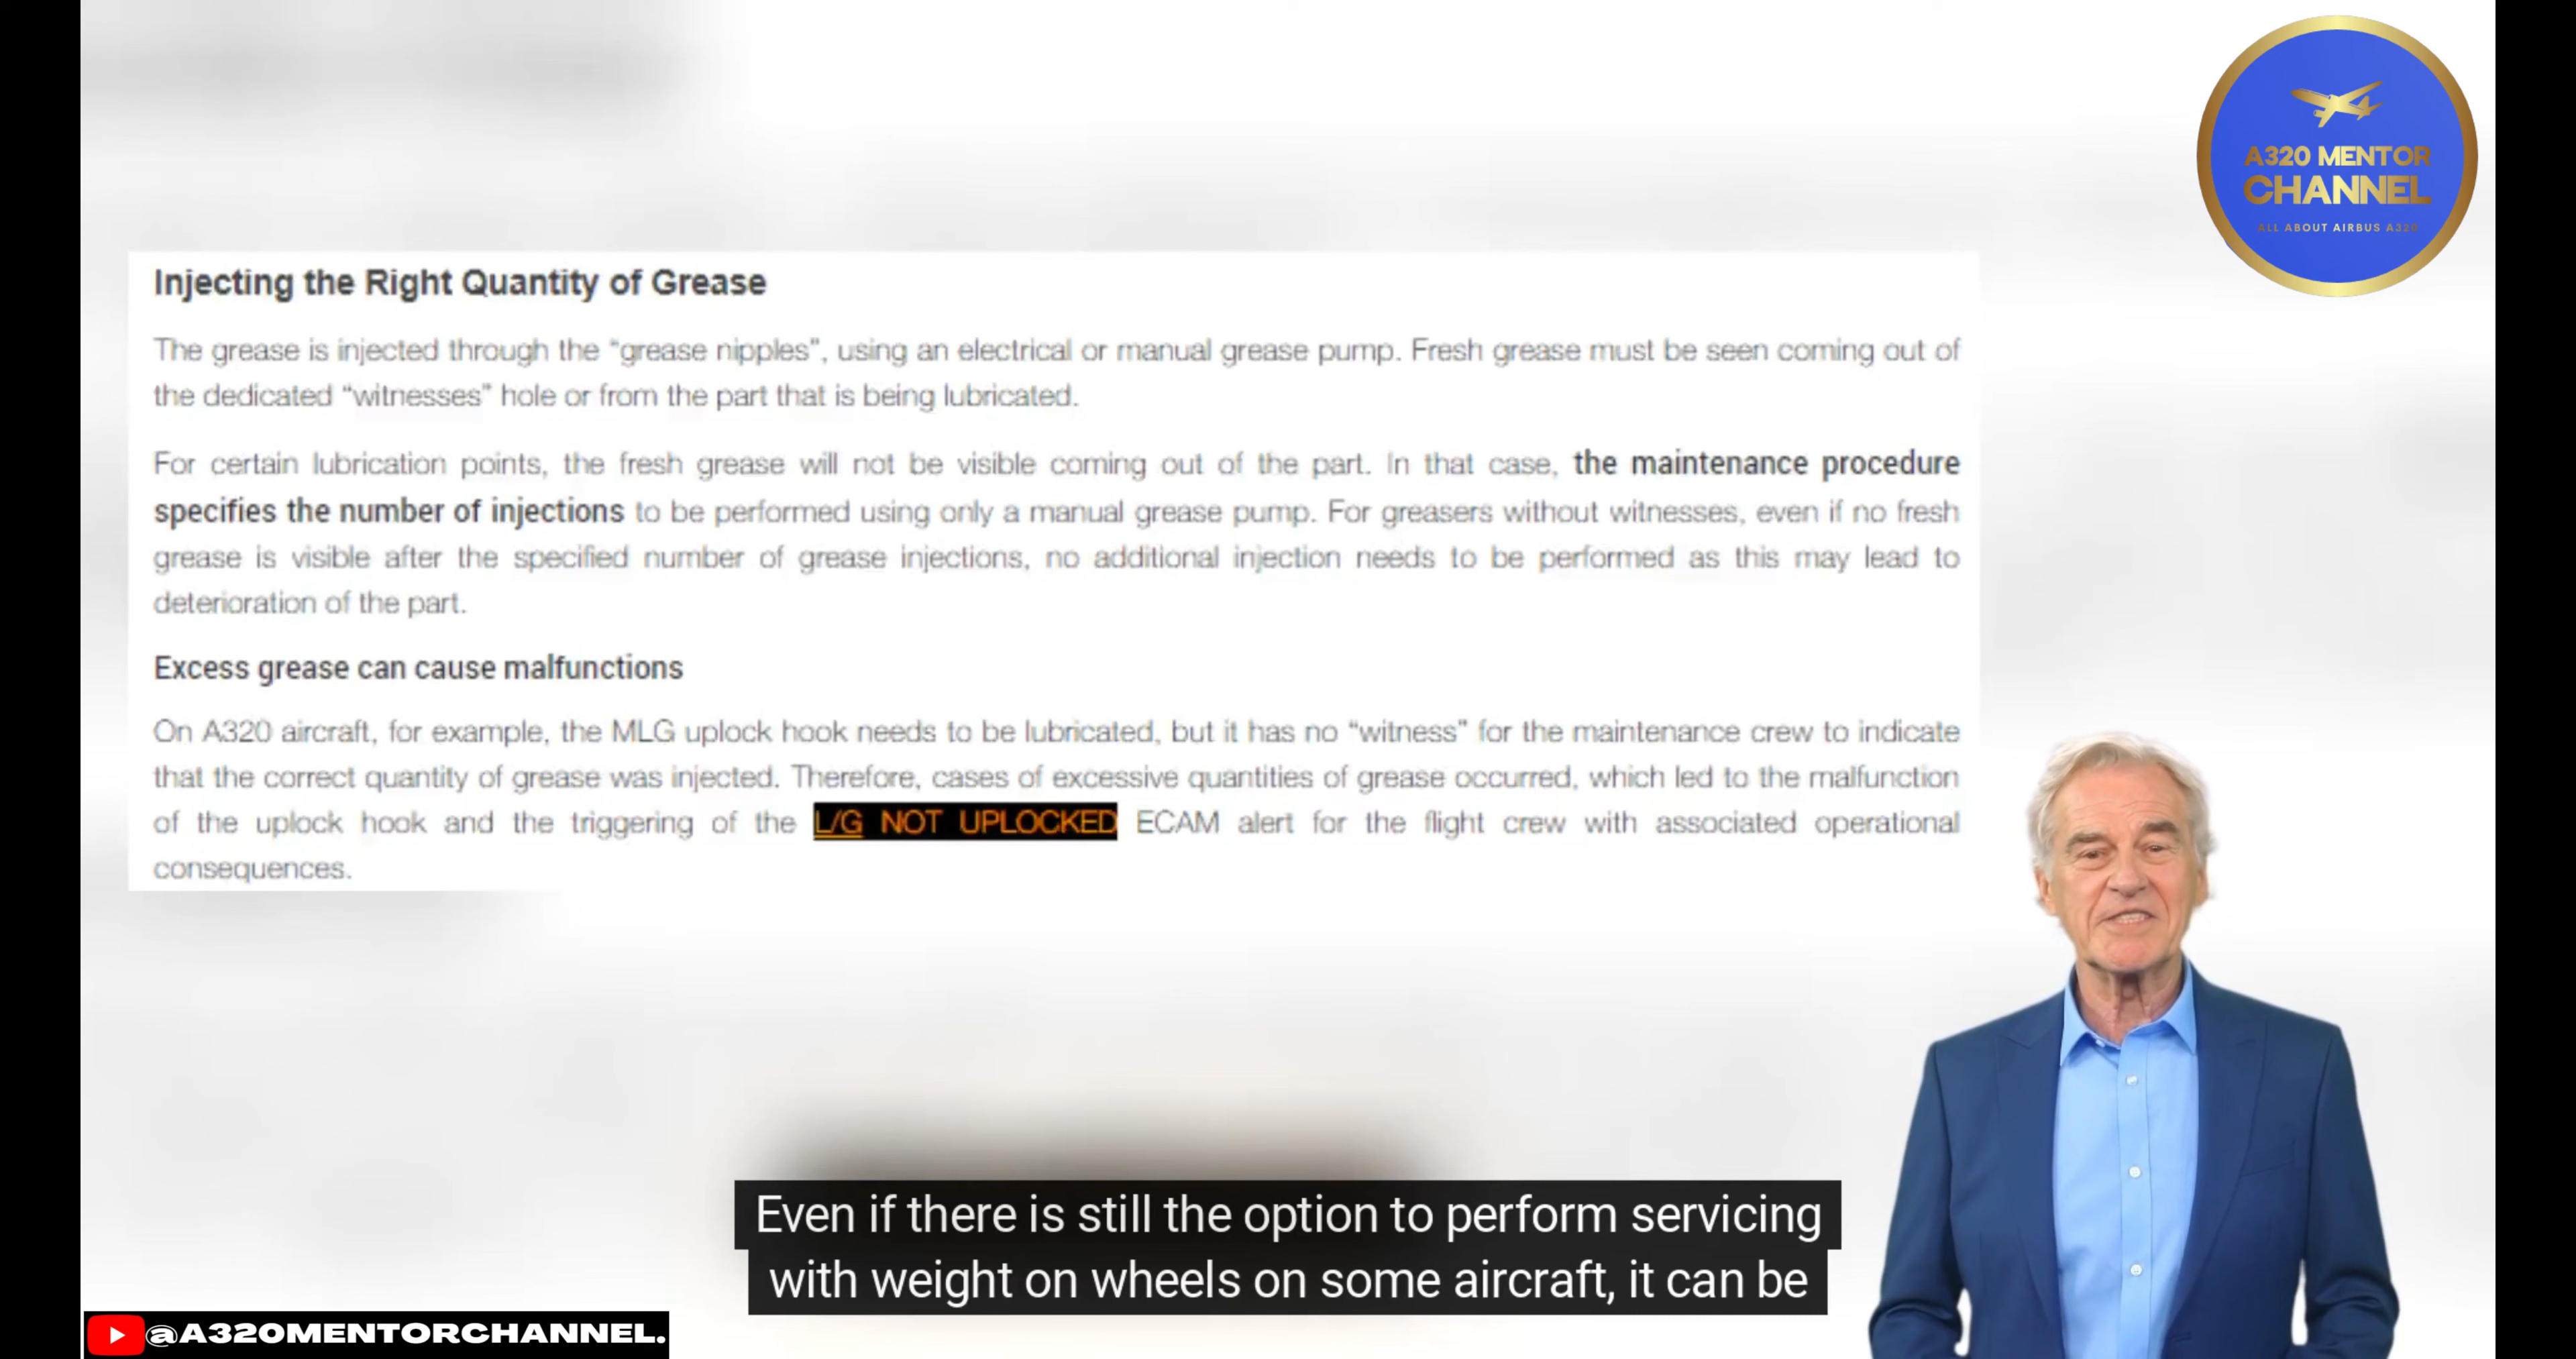 A320 MENTOR
CHANNEL
ALL ABOUT AIRBUS A320
Injecting the Right Quantity of Grease
The grease is injected through the “grease nipples”, using an electrical or manual grease pump. Fresh grease must be seen coming out of
the dedicated “witnesses” hole or from the part that is being lubricated.
For certain lubrication points, the fresh grease will not be visible coming out of the part. In that case, the maintenance procedure
specifies the number of injections to be performed using only a manual grease pump. For greasers without witnesses, even if no fresh
grease is visible after the specified number of grease injections, no additional injection needs to be performed as this may lead to
deterioration of the part.
Excess grease can cause malfunctions
On A320 aircraft, for example, the MLG uplock hook needs to be lubricated, but it has no “witness” for the maintenance crew to indicate
that the correct quantity of grease was injected. Therefore, cases of excessive quantities of grease occurred, which led to the malfunction
of the uplock hook and the triggering of the L/G NOT UPLOCKED ECAM alert for the flight crew with associated operational
consequences.
Even if there is still the option to perform servicing
with weight on wheels on some aircraft, it can be
@A320MENTORCHANNEL.